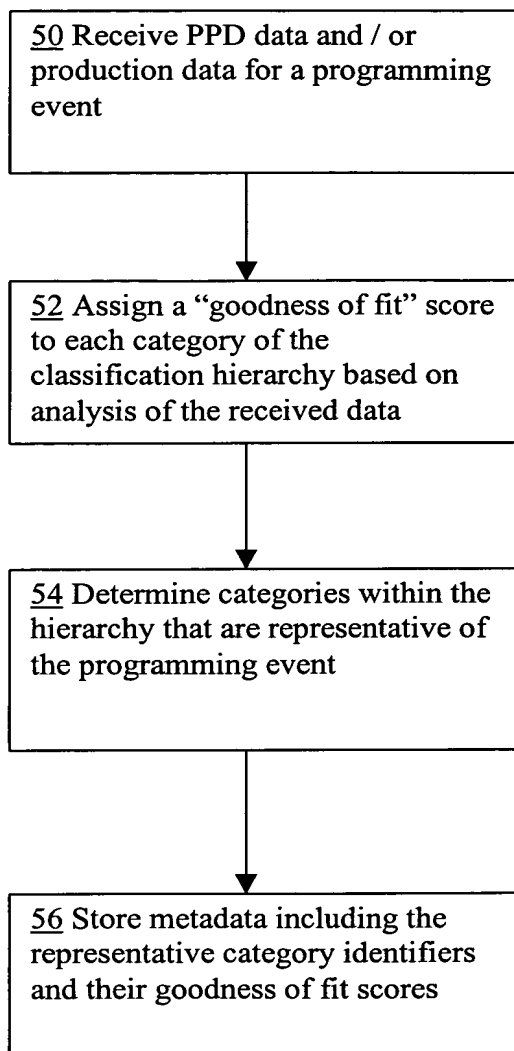 50 Receive PPD data and / or
production data for a programming
event
52 Assign a “goodness of fit” score
to each category of the
classification hierarchy based on
analysis of the received data
54 Determine categories within the
hierarchy that are representative of
the programming event
56 Store metadata including the
representative category identifiers
and their goodness of fit scores